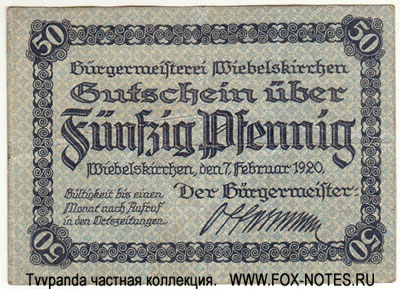 50 50
Bürgermeisterei Wiebelskirchen
Gutschein über
Fünfzig Pfennig
Wiebelskirchen, den 7. Februar 1920.
Gültigkeit bis einen
Monat nach Aufruf
in den Ortszeitungen.
Der Bürgermeister:
50 50
Tvvpanda частная коллекция. © WWW.FOX-NOTES.RU